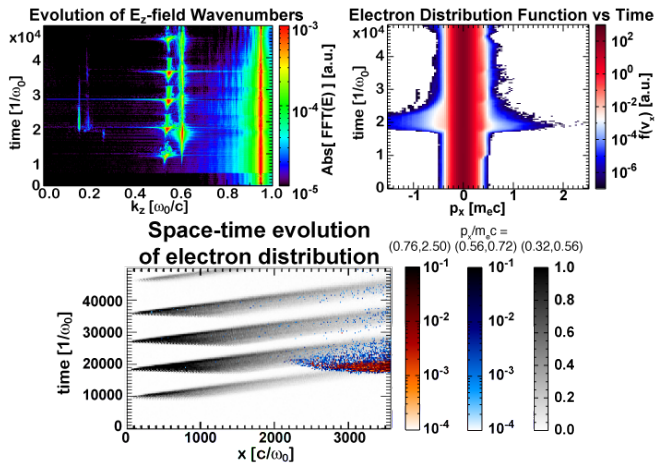 Evolution of E_z-field Wavenumbers
x10^4
4
3
2
1
0
time [1/ω_0]
0.0 0.2 0.4 0.6 0.8 1.0
k_z [ω_0/c]
10^-3
10^-4
10^-5
Abs[ FFT(E) ] [a.u.]
Electron Distribution Function vs Time
x10^4
4
3
2
1
0
time [1/ω_0]
-1 0 1 2
p_x [m_ec]
10^2
10^0
10^-2
10^-4
10^-6
f(v_x) [a.u.]
Space-time evolution
of electron distribution
40000
30000
20000
10000
0
time [1/ω_0]
0 1000 2000 3000
x [c/ω_0]
p_x/m_ec =
(0.76,2.50) (0.56,0.72) (0.32,0.56)
10^-1
10^-2
10^-3
10^-4
10^-1
10^-2
10^-3
10^-4
1.0
0.8
0.6
0.4
0.2
0.0